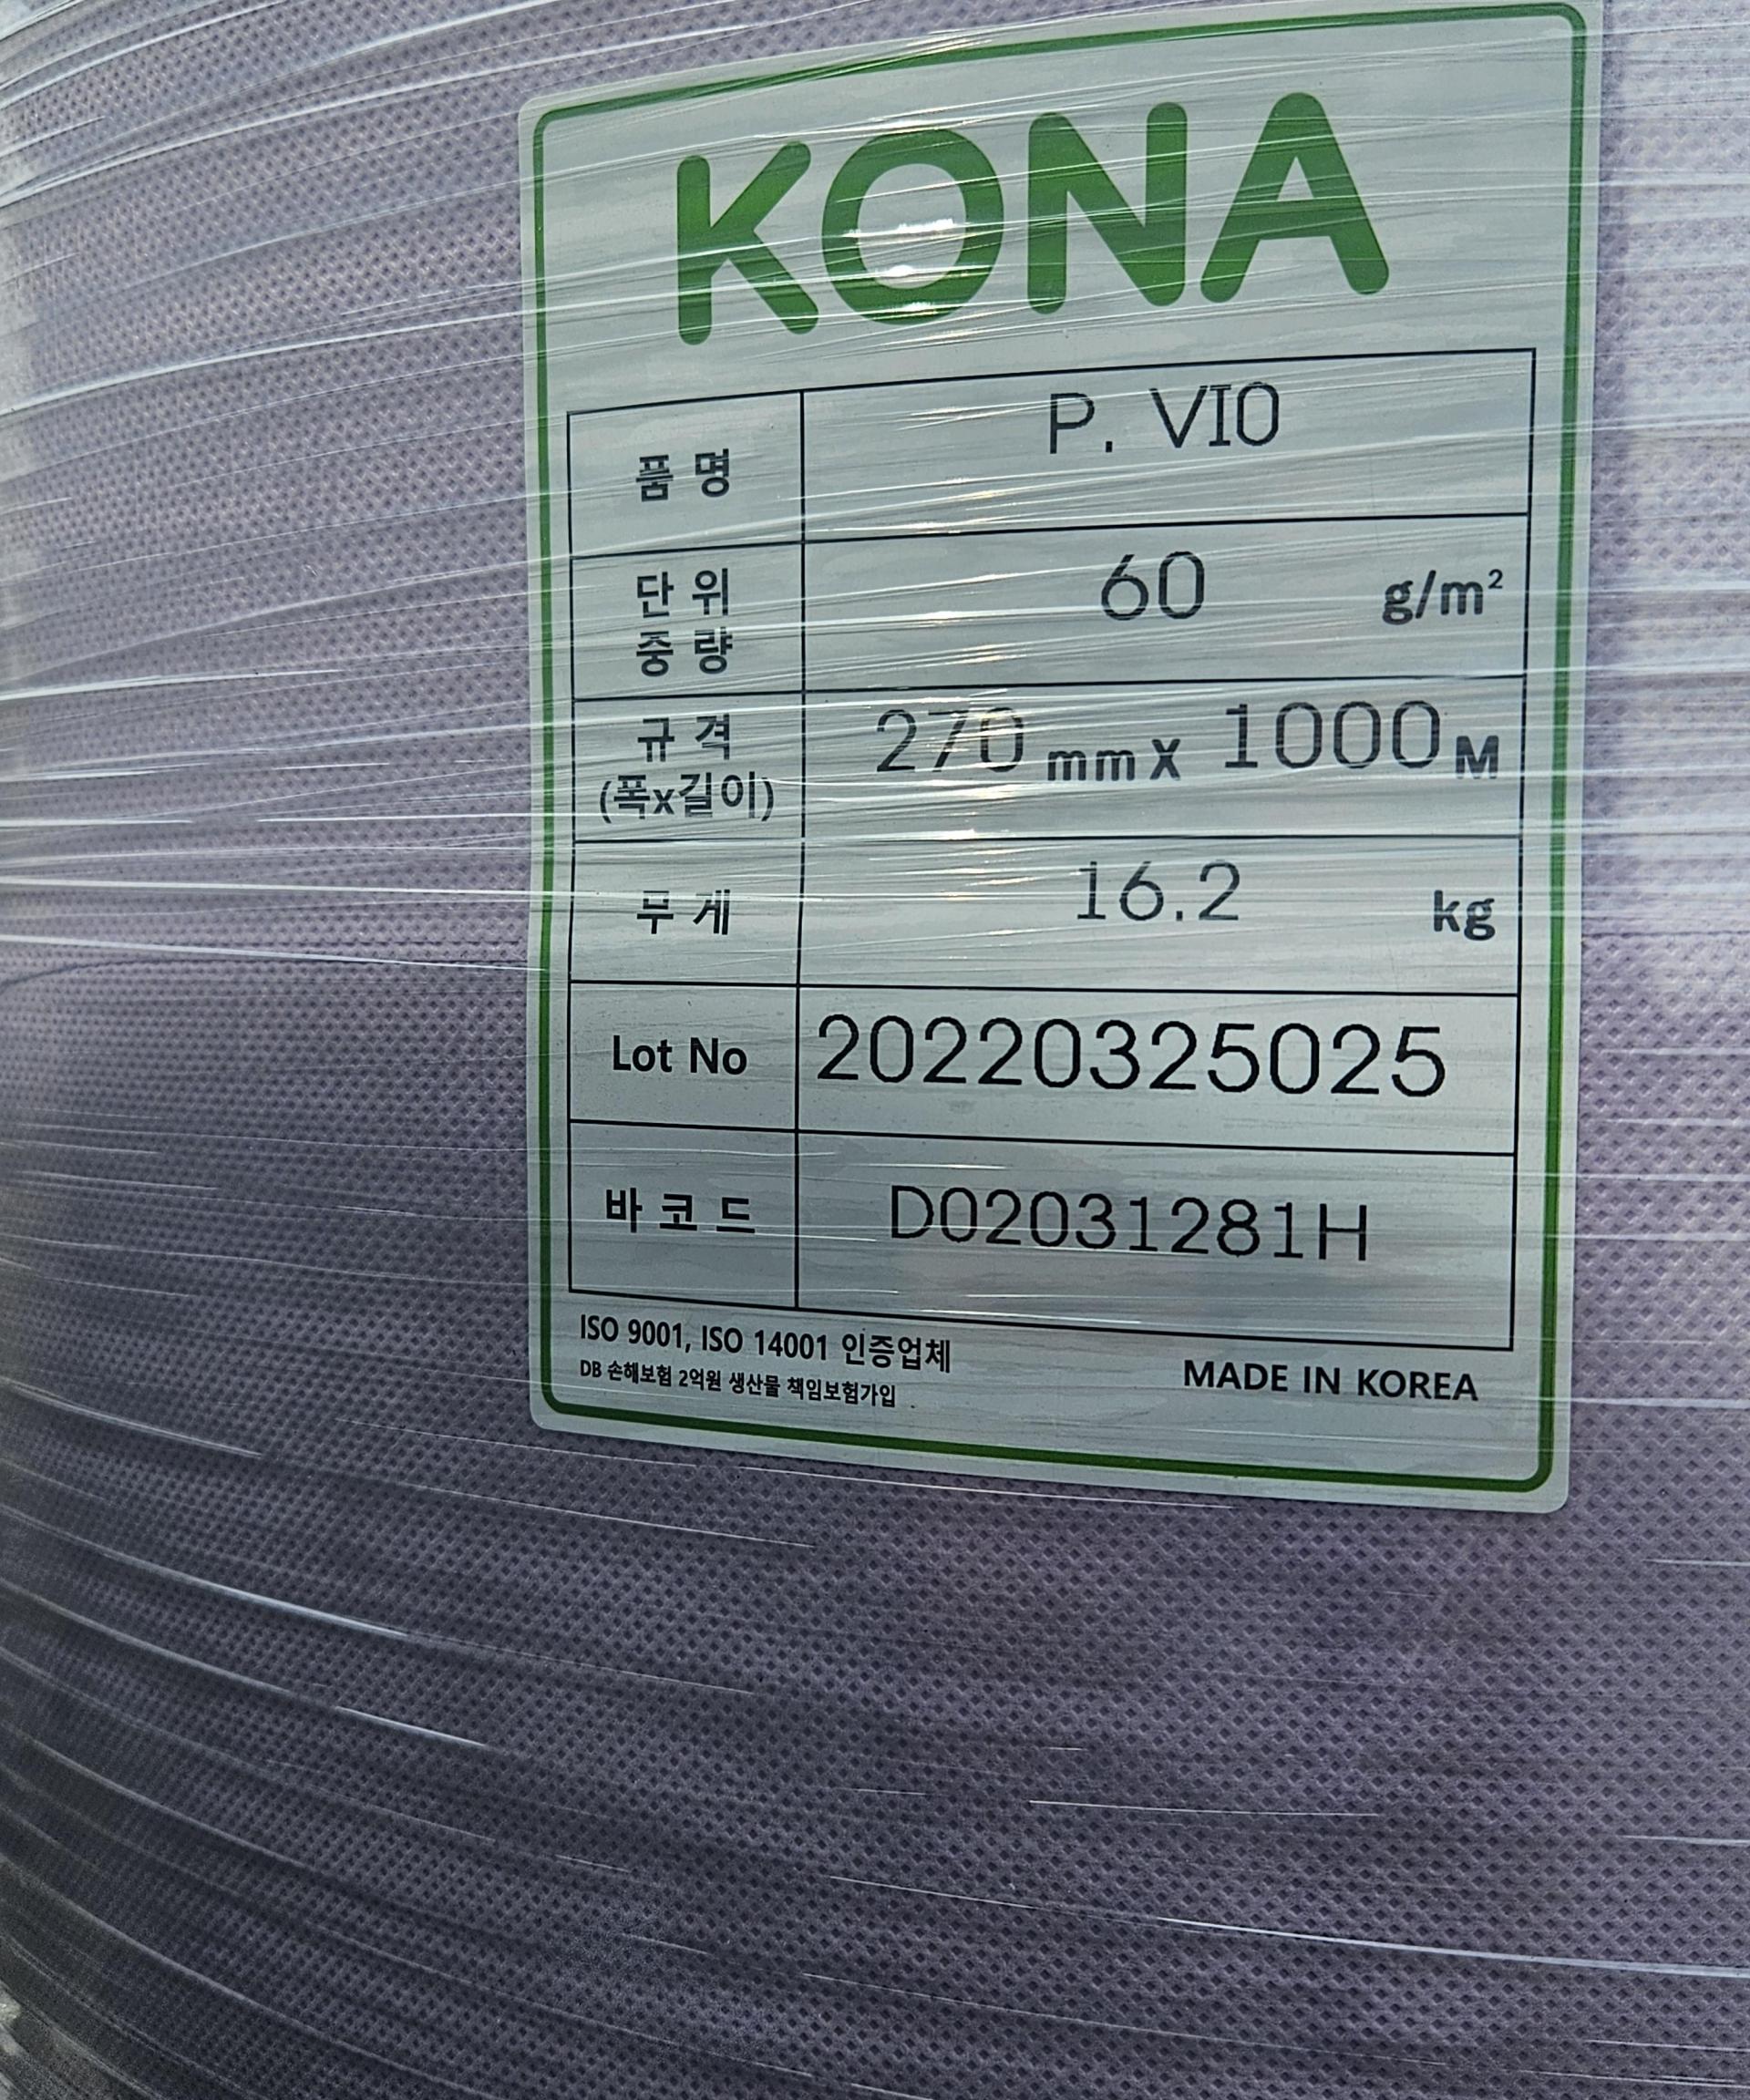 KONA
품 명 P. VIO
단 위
중 량 60 g/m²
규 격
(폭x길이) 270 mm X 1000 M
무 게 16.2 kg
Lot No 20220325025
바 코 드 D02031281H
ISO 9001, ISO 14001 인증업체
DB 손해보험 2억원 생산물 책임보험가입
MADE IN KOREA